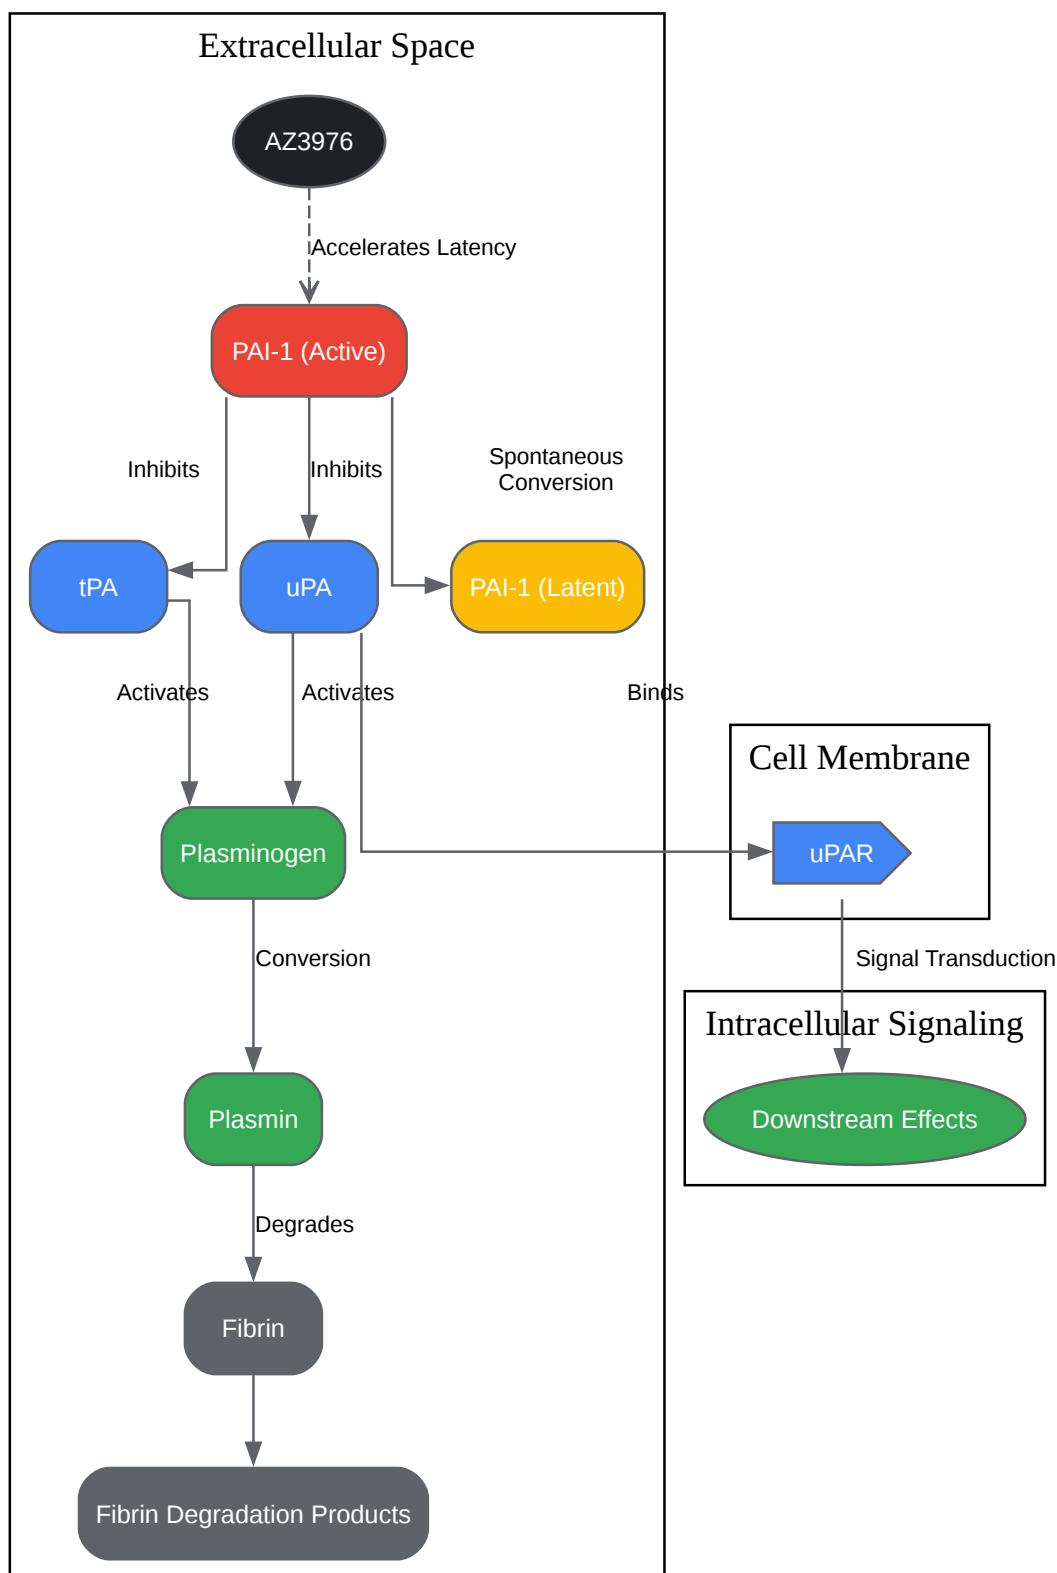 Extracellular Space
AZ3976
Accelerates Latency
PAI-1 (Active)
Inhibits
Inhibits
Spontaneous
Conversion
tPA
uPA
PAI-1 (Latent)
Activates
Activates
Binds
Cell Membrane
Plasminogen
uPAR
Conversion
Signal Transduction
Intracellular Signaling
Plasmin
Downstream Effects
Degrades
Fibrin
Fibrin Degradation Products